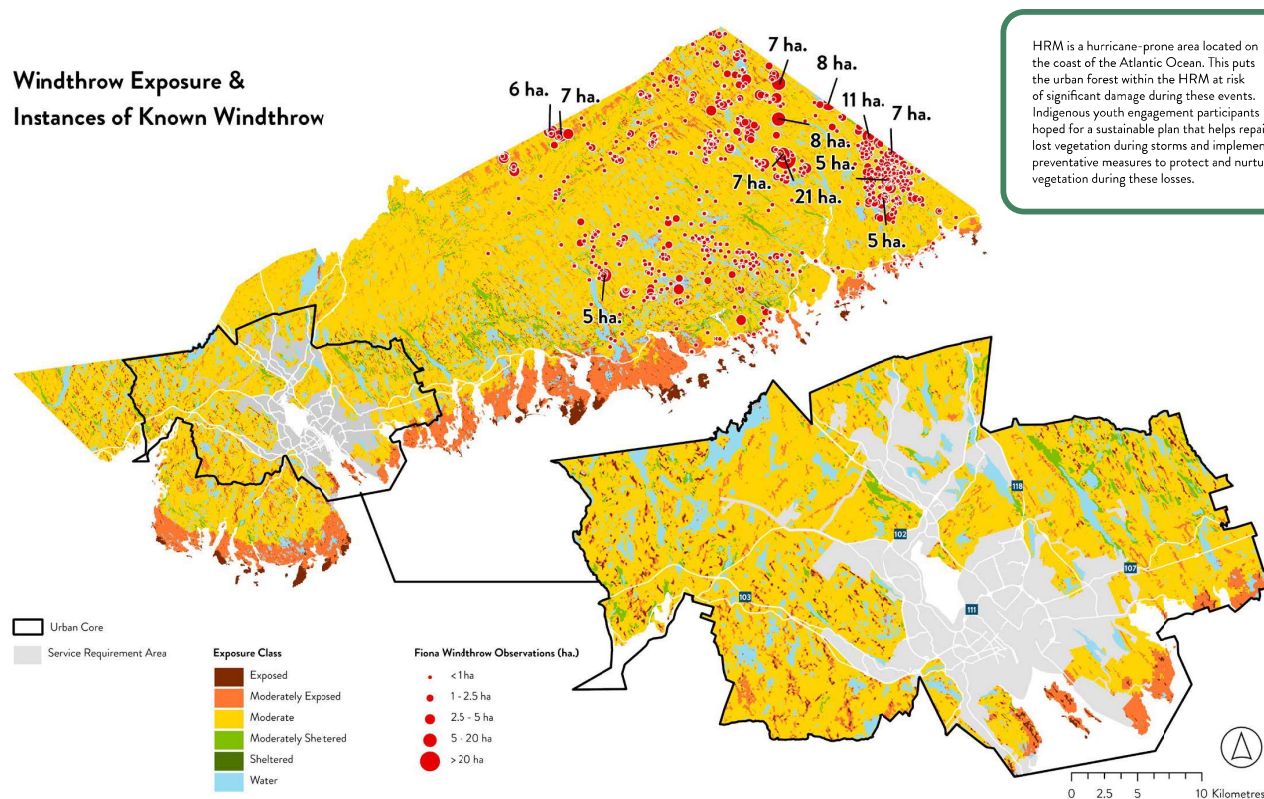 Windthrow Exposure &
Instances of Known Windthrow
HRM is a hurricane-prone area located on
the coast of the Atlantic Ocean. This puts
the urban forest within the HRM at risk
of significant damage during these events.
Indigenous youth engagement participants
hoped for a sustainable plan that helps repai
lost vegetation during storms and implemen
preventative measures to protect and nurtu
vegetation during these losses.
7 ha.
8 ha.
6 ha.
7 ha.
11 ha.
7 ha.
8 ha.
5 ha.
7 ha.
21 ha.
5 ha.
5 ha.
118
102
107
103
111
Urban Core
Service Requirement Area
Exposure Class
Exposed
Moderately Exposed
Moderate
Moderately Shetered
Sheltered
Water
Fiona Windthrow Observations (ha.)
<1 ha
1 - 2.5 ha
2.5 - 5 ha
5 - 20 ha
> 20 ha
0 2.5 5 10 Kilometres